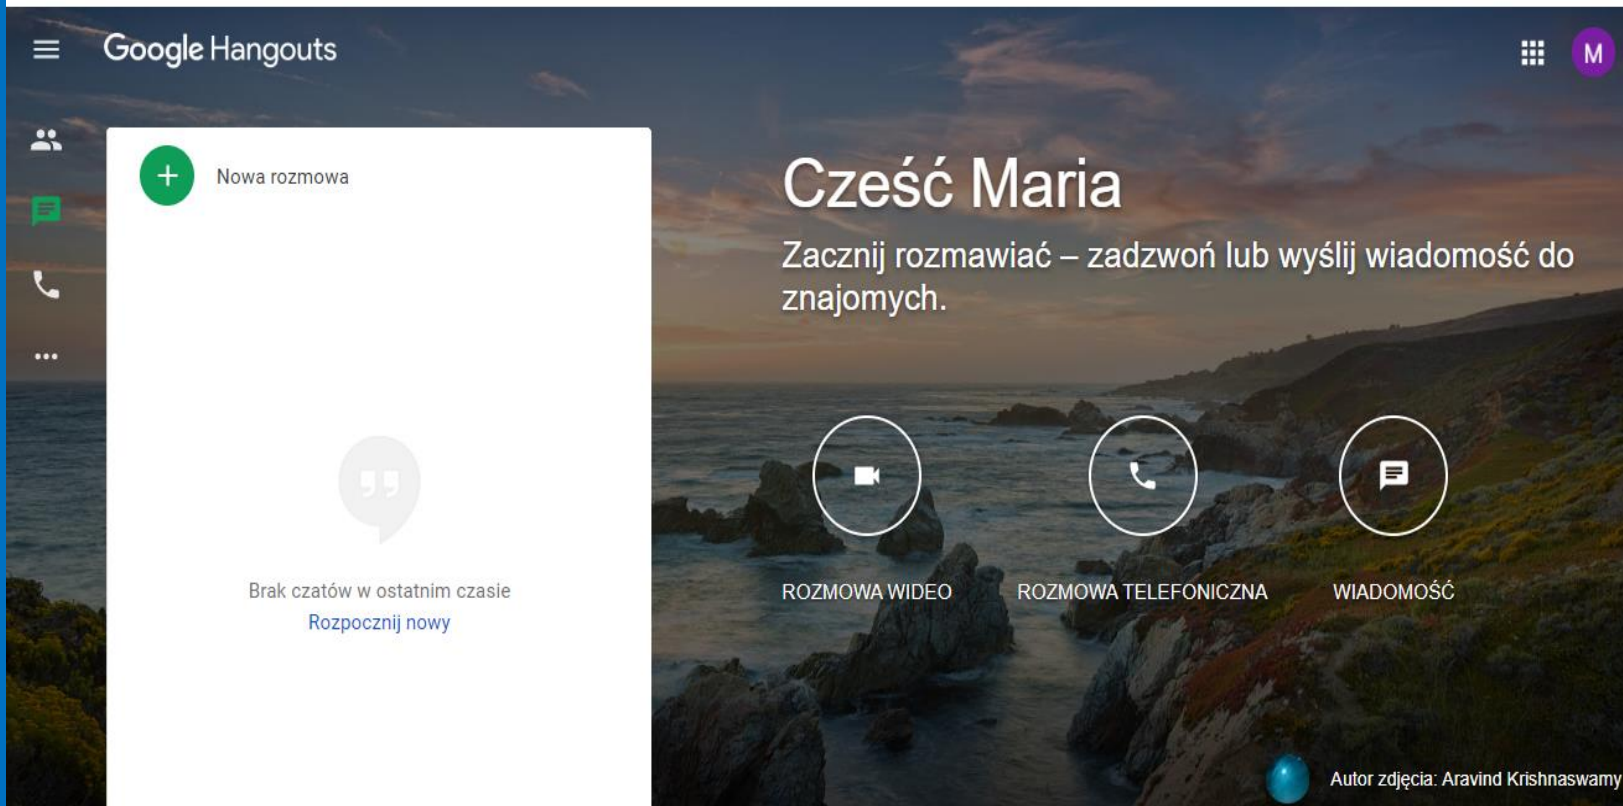 Google Hangouts
M
Nowa rozmowa
Cześć Maria
Zacznij rozmawiać – zadzwoń lub wyślij wiadomość do
znajomych.
ROZMOWA WIDEO
ROZMOWA TELEFONICZNA
WIADOMOŚĆ
Brak czatów w ostatnim czasie
Rozpocznij nowy
Autor zdjęcia: Aravind Krishnaswamy